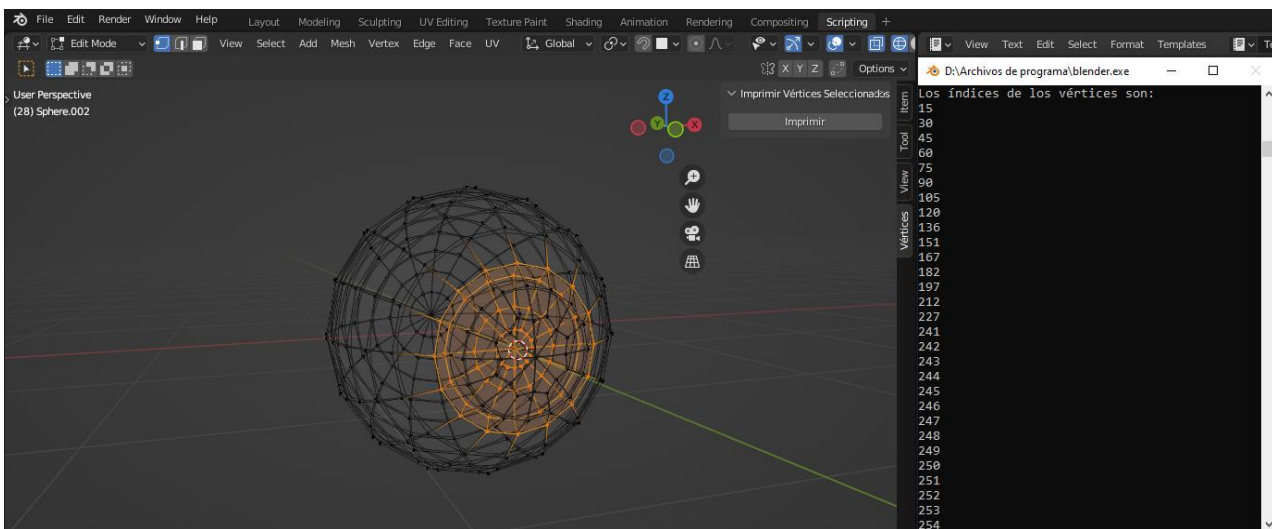 File Edit Render Window Help Layout Modeling Sculpting UV Editing Texture Paint Shading Animation Rendering Compositing Scripting +
Edit Mode View Select Add Mesh Vertex Edge Face UV Global View Text Edit Select Format Templates
X Y Z Options D:\Archivos de programa\blender.exe
User Perspective
(28) Sphere.002
Z
Y
X
Imprimir Vértices Seleccionados
Imprimir
Item
Tool
View
Vértices
Los índices de los vértices son:
15
30
45
60
75
90
105
120
136
151
167
182
197
212
227
241
242
243
244
245
246
247
248
249
250
251
252
253
254